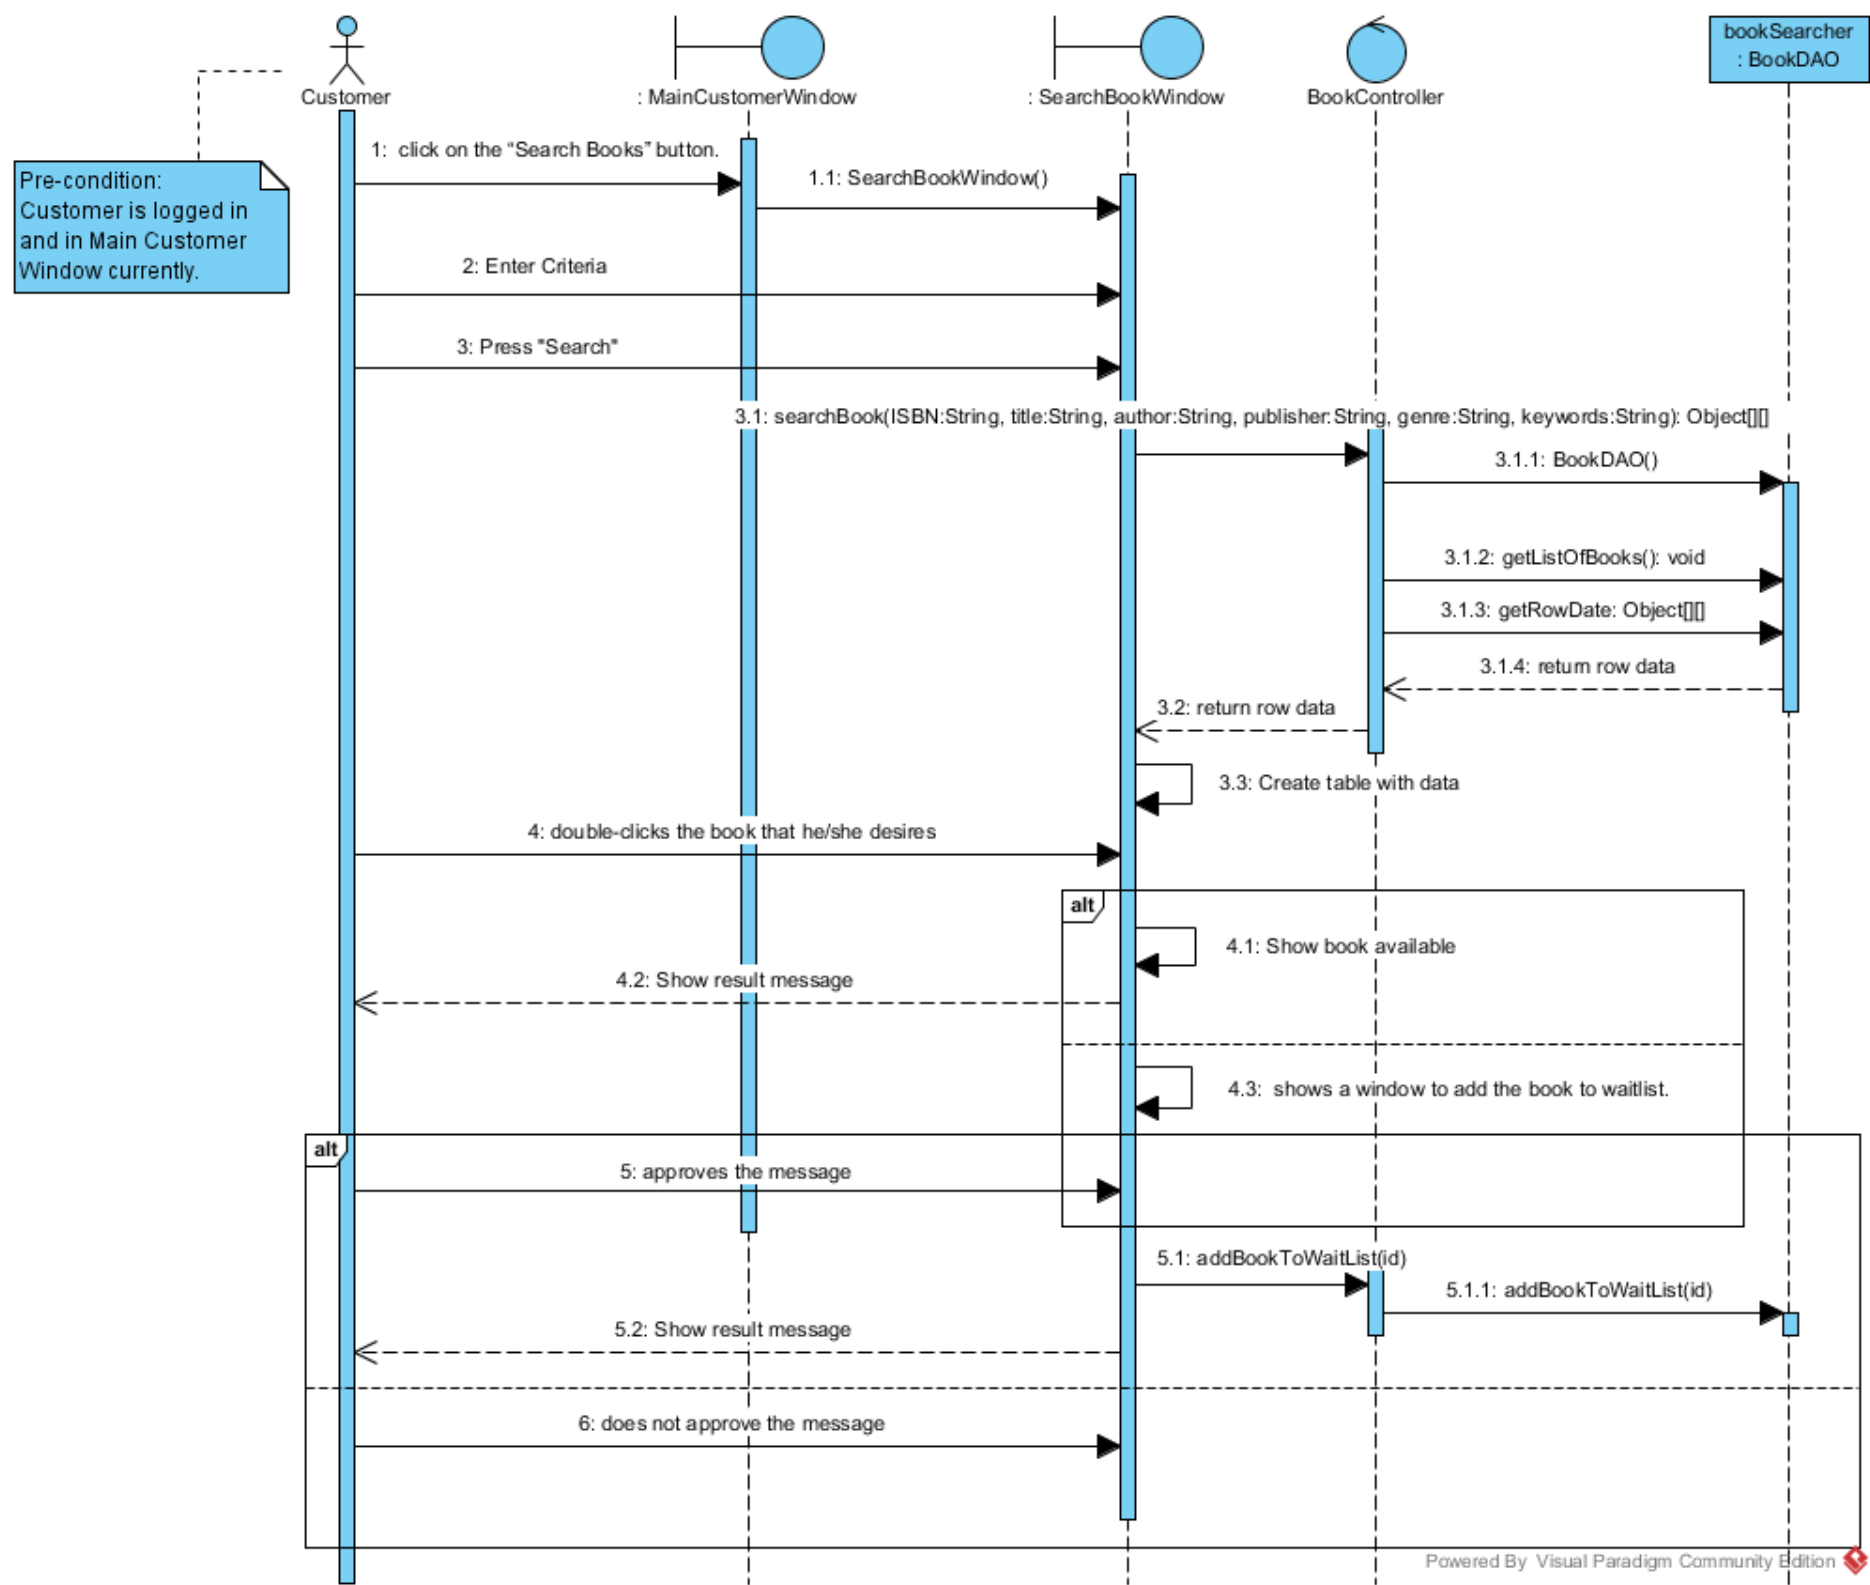 bookSearcher
: BookDAO
Customer
: MainCustomerWindow
: SearchBookWindow
BookController
1:  click on the “Search Books” button.
Pre-condition:
Customer is logged in
and in Main Customer
Window currently.
1.1: SearchBookWindow()
2: Enter Criteria
3: Press "Search"
3.1: searchBook(ISBN:String, title:String, author:String, publisher:String, genre:String, keywords:String): Object[][]
3.1.1: BookDAO()
3.1.2: getListOfBooks(): void
3.1.3: getRowDate: Object[][]
3.1.4: return row data
3.2: return row data
3.3: Create table with data
4: double-clicks the book that he/she desires
alt
4.1: Show book available
4.2: Show result message
4.3:  shows a window to add the book to waitlist.
alt
5: approves the message
5.1: addBookToWaitList(id)
5.1.1: addBookToWaitList(id)
5.2: Show result message
6: does not approve the message
Powered By Visual Paradigm Community Edition